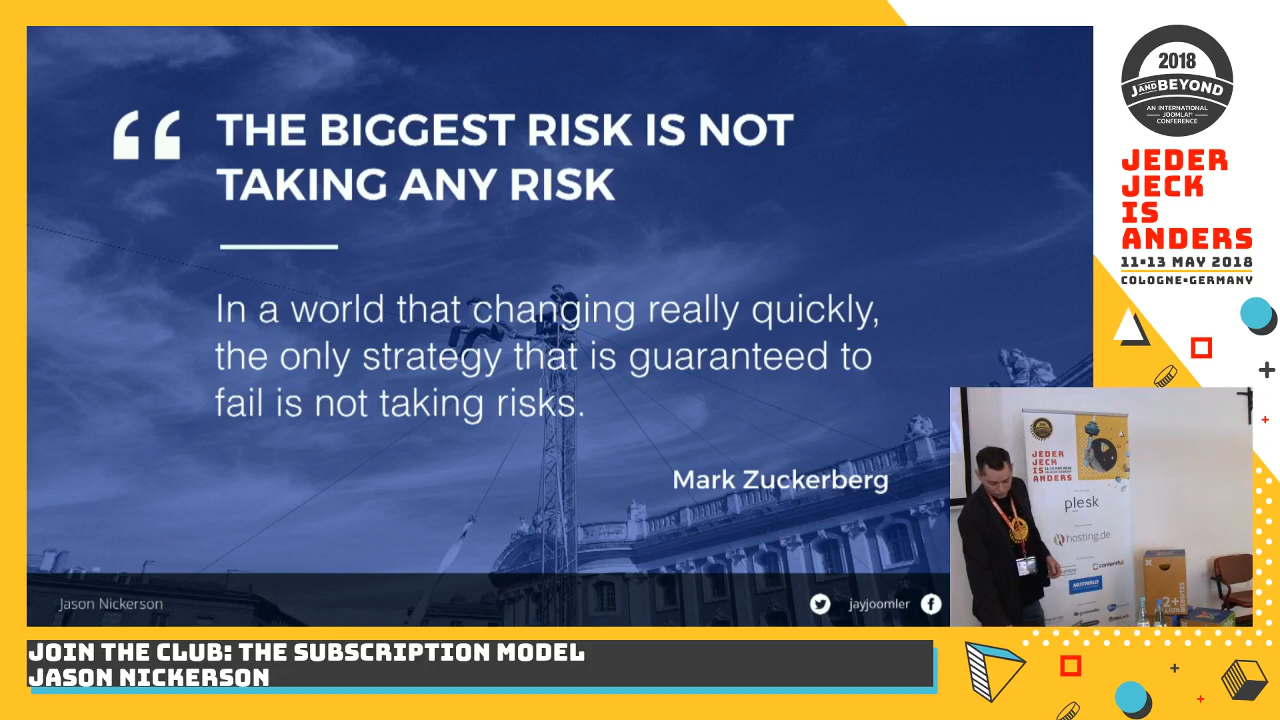 “ THE BIGGEST RISK IS NOT
TAKING ANY RISK
In a world that changing really quickly,
the only strategy that is guaranteed to
fail is not taking risks.
Mark Zuckerberg
Jason Nickerson
jayjoomler
2018
J AND BEYOND
AN INTERNATIONAL
JOOMLA!®
CONFERENCE
JEDER
JECK
IS
ANDERS
11-13 MAY 2018
COLOGNE-GERMANY
JEDER
JECK
IS
ANDERS
plesk
hosting.de
contentful
2+
JOIN THE CLUB: THE SUBSCRIPTION MODEL
JASON NICKERSON